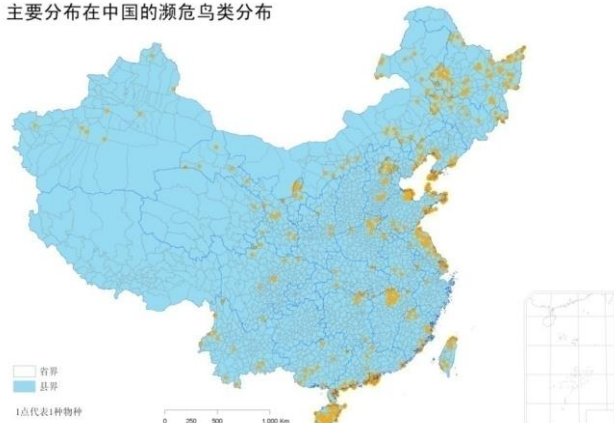 主要分布在中国的濒危鸟类分布
省界
县界
1点代表1种物种
0 250 500 1,000 Km